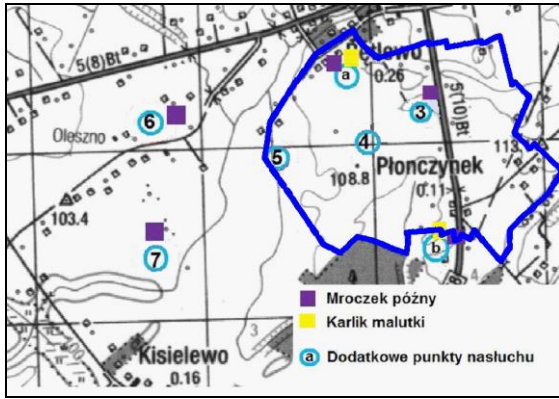 5(8)Bt
a
0.26
5(10)Bt
3
6
Oleszno
4
113
5
Płonczynek
108.8
0.11
103.4
b
7
4
Mroczek późny
Karlik malutki
3
a Dodatkowe punkty nasłuchu
Kisielewo
0.16